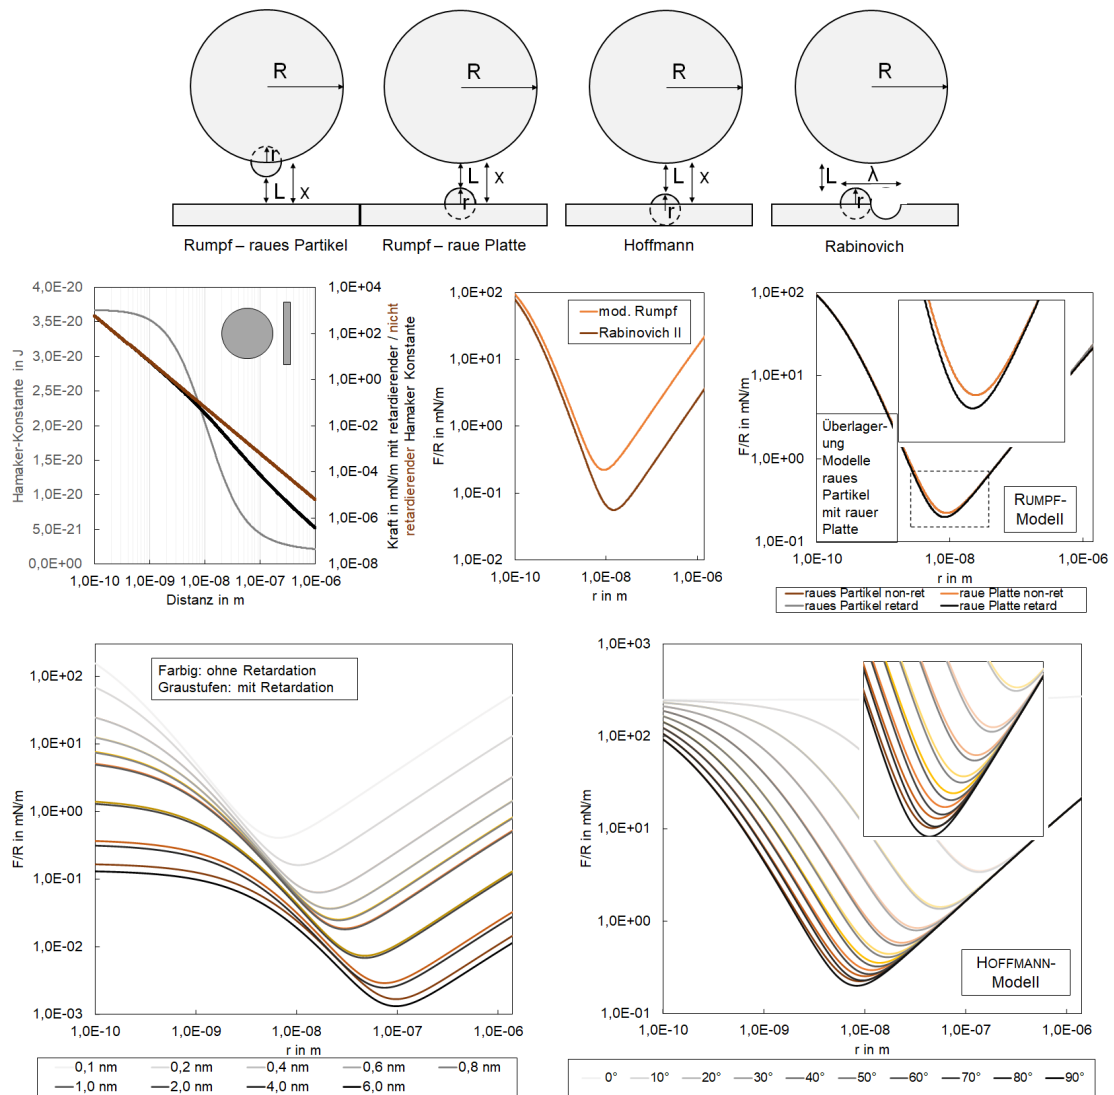 R
R
R
R
r
L
x
L
x
r
L
x
r
L
λ
r
Rumpf – raues Partikel
Rumpf – raue Platte
Hoffmann
Rabinovich
Hamaker-Konstante in J
4,0E-20
3,5E-20
3,0E-20
2,5E-20
2,0E-20
1,5E-20
1,0E-20
5,0E-21
0,0E+00
1,0E-10
1,0E-09
1,0E-08
1,0E-07
1,0E-06
Distanz in m
1,0E+04
1,0E+02
1,0E+00
1,0E-02
1,0E-04
1,0E-06
1,0E-08
Kraft in mN/m mit retardierender / nicht
retardierender Hamaker Konstante
F/R in mN/m
1,0E+02
1,0E+01
1,0E+00
1,0E-01
1,0E-02
mod. Rumpf
Rabinovich II
1,0E-10
1,0E-08
1,0E-06
r in m
F/R in mN/m
1,0E+02
1,0E+01
1,0E+00
1,0E-01
Überlager-
ung
Modelle
raues
Partikel
mit rauer
Platte
RUMPF-
Modell
1,0E-10
1,0E-08
1,0E-06
r in m
raues Partikel non-ret
raue Platte non-ret
raues Partikel retard
raue Platte retard
F/R in mN/m
1,0E+02
1,0E+01
1,0E+00
1,0E-01
1,0E-02
1,0E-03
Farbig: ohne Retardation
Graustufen: mit Retardation
1,0E-10
1,0E-09
1,0E-08
1,0E-07
1,0E-06
r in m
0,1 nm
0,2 nm
0,4 nm
0,6 nm
0,8 nm
1,0 nm
2,0 nm
4,0 nm
6,0 nm
F/R in mN/m
1,0E+03
1,0E+02
1,0E+01
1,0E+00
1,0E-01
HOFFMANN-
Modell
1,0E-10
1,0E-09
1,0E-08
1,0E-07
1,0E-06
r in m
0°
10°
20°
30°
40°
50°
60°
70°
80°
90°